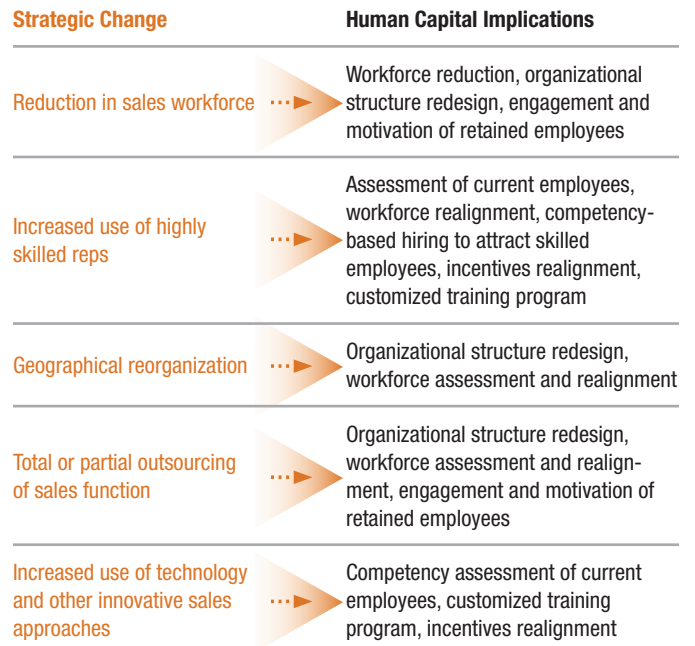 Strategic Change Human Capital Implications
Reduction in sales workforce
Workforce reduction, organizational
structure redesign, engagement and
motivation of retained employees
Increased use of highly
skilled reps
Assessment of current employees,
workforce realignment, competency-
based hiring to attract skilled
employees, incentives realignment,
customized training program
Geographical reorganization
Organizational structure redesign,
workforce assessment and realignment
Total or partial outsourcing
of sales function
Organizational structure redesign,
workforce assessment and realign-
ment, engagement and motivation of
retained employees
Increased use of technology
and other innovative sales
approaches
Competency assessment of current
employees, customized training
program, incentives realignment